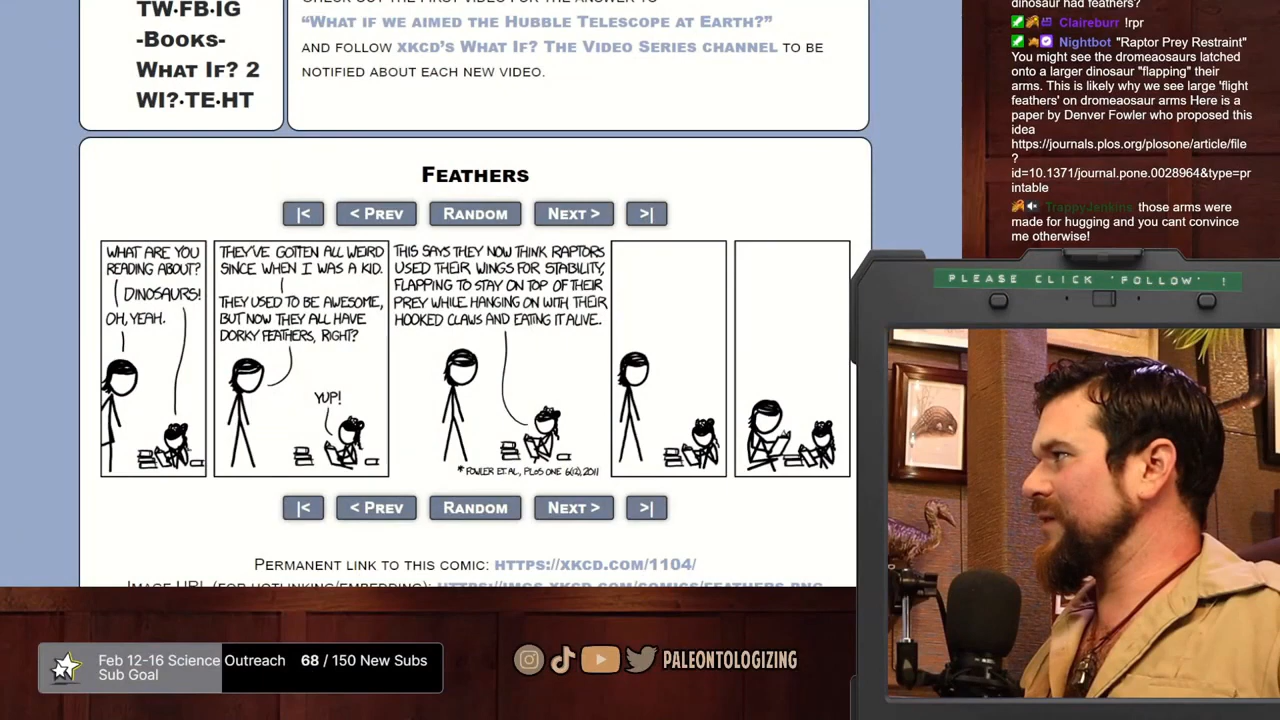 TW·FB·IG
-Books-
What If? 2
WI?·TE·HT
“What if we aimed the Hubble Telescope at Earth?”
and follow xkcd’s What If? The Video Series channel to be
notified about each new video.
Feathers
|<
< Prev
Random
Next >
>|
WHAT ARE YOU
READING ABOUT?
DINOSAURS!
OH, YEAH.
THEY'VE GOTTEN ALL WEIRD
SINCE WHEN I WAS A KID.
THEY USED TO BE AWESOME,
BUT NOW THEY ALL HAVE
DORKY FEATHERS, RIGHT?
YUP!
THIS SAYS THEY NOW THINK RAPTORS
USED THEIR WINGS FOR STABILITY,
FLAPPING TO STAY ON TOP OF THEIR
PREY WHILE HANGING ON WITH THEIR
HOOKED CLAWS AND EATING IT ALIVE.
* FOWLER ET. AL, PLOS ONE 6(12), 2011
|<
< Prev
Random
Next >
>|
Permanent link to this comic: https://xkcd.com/1104/
dinosaur had feathers?
Claireburr !rpr
Nightbot "Raptor Prey Restraint"
You might see the dromeaosaurs latched
onto a larger dinosaur "flapping" their
arms. This is likely why we see large 'flight
feathers' on dromeaosaur arms Here is a
paper by Denver Fowler who proposed this
idea
https://journals.plos.org/plosone/article/file
?
id=10.1371/journal.pone.0028964&type=pr
intable
TrappyJenkins those arms were
made for hugging and you cant convince
me otherwise!
PLEASE CLICK 'FOLLOW' !
Feb 12-16 Science Outreach 68 / 150 New Subs
Sub Goal
PALEONTOLOGIZING